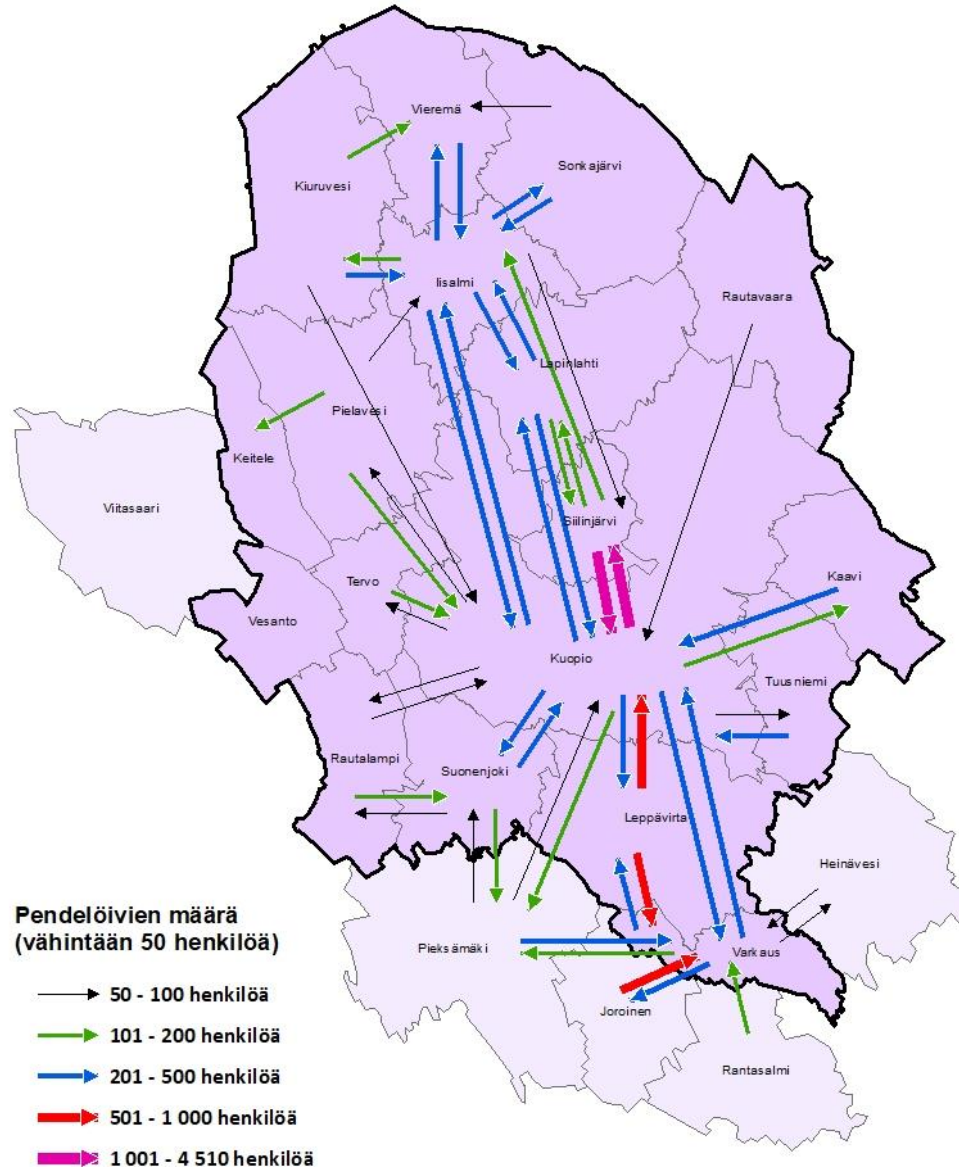 Vieremä
Sonkajärvi
Kiuruvesi
Iisalmi
Rautavaara
Lapinlahti
Pielavesi
Keitele
Viitasaari
Siilinjärvi
Tervo
Kaavi
Vesanto
Kuopio
Tuusniemi
Rautalampi
Suonenjoki
Leppävirta
Heinävesi
Pieksämäki
Varkaus
Joroinen
Rantasalmi
Pendelöivien määrä
(vähintään 50 henkilöä)
50 - 100 henkilöä
101 - 200 henkilöä
201 - 500 henkilöä
501 - 1 000 henkilöä
1 001 - 4 510 henkilöä